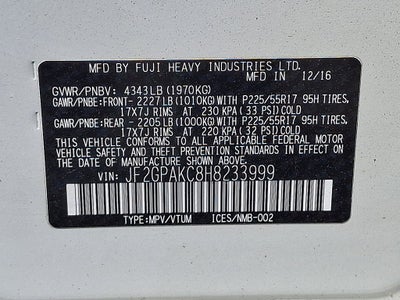 MFD BY FUJI HEAVY INDUSTRIES LTD. 12/16
GVWR/PNBV: 4343LB(1970KG)
GAWR/PNBE:FRONT- 2227LB(1010KG)WITH P225/55R17 95H TIRES,
17X7J RIMS AT 230 KPA (33 PSI)COLD
GAWR/PNBE:REAR - 2205LB(1000KG)WITH P225/55R17 95H TIRES,
17X7J RIMS AT 220 KPA (32 PSI)COLD
THIS VEHICLE CONFORMS TO ALL APPLICABLE FEDERAL MOTOR
VEHICLE SAFETY, BUMPER, AND THEFT PREVENTION STANDARDS
IN EFFECT ON THE DATE OF MANUFACTURE SHOWN ABOVE.
VIN: JF2GPAKC8H8233999
TYPE:MPV/VTUM ICES/NMB-002